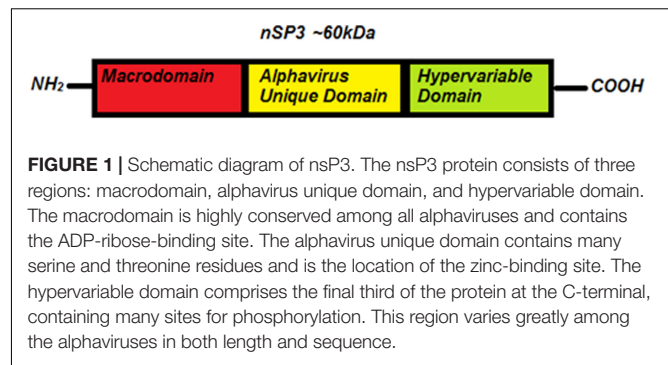 nSP3 ~60kDa
NH₂ Macrodomain Alphavirus Hypervariable COOH
Unique Domain Domain
FIGURE 1 | Schematic diagram of nsP3. The nsP3 protein consists of three
regions: macrodomain, alphavirus unique domain, and hypervariable domain.
The macrodomain is highly conserved among all alphaviruses and contains
the ADP-ribose-binding site. The alphavirus unique domain contains many
serine and threonine residues and is the location of the zinc-binding site. The
hypervariable domain comprises the final third of the protein at the C-terminal,
containing many sites for phosphorylation. This region varies greatly among
the alphaviruses in both length and sequence.